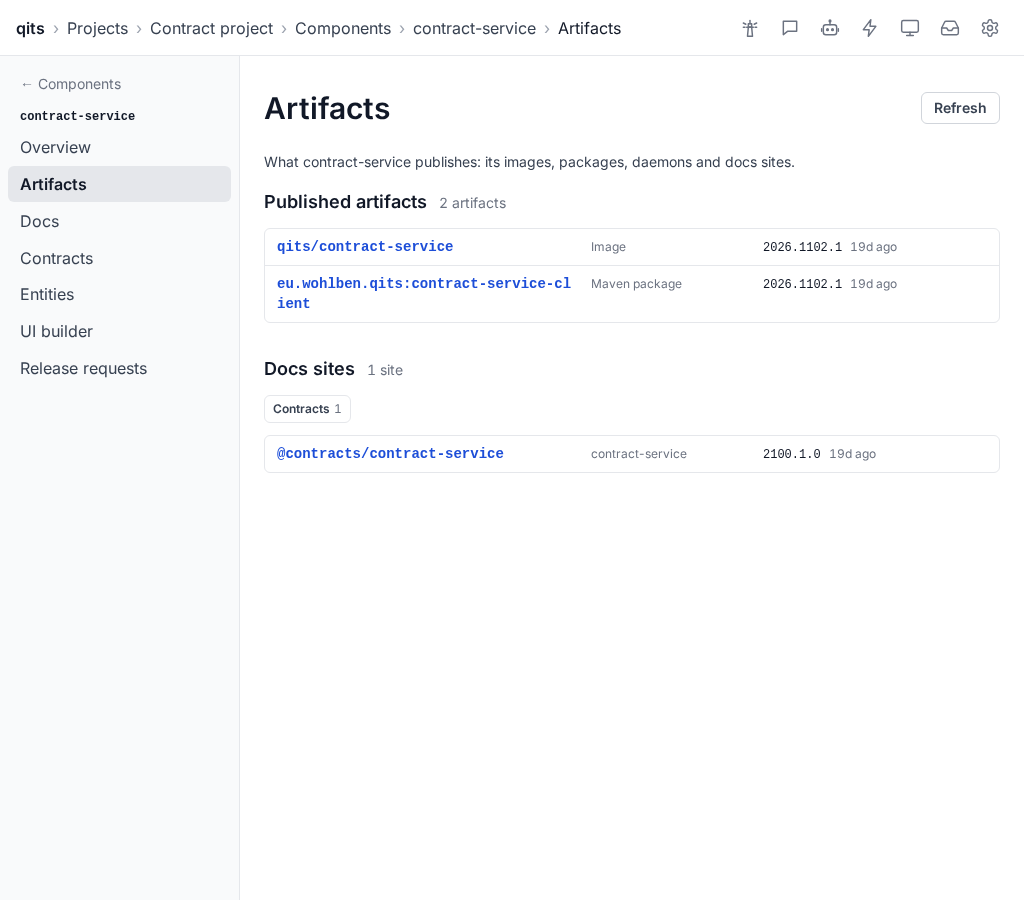 qits › Projects › Contract project › Components › contract-service › Artifacts
← Components
contract-service
Overview
Artifacts
Docs
Contracts
Entities
UI builder
Release requests
Artifacts
Refresh
What contract-service publishes: its images, packages, daemons and docs sites.
Published artifacts 2 artifacts
qits/contract-service Image 2026.1102.1 19d ago
eu.wohlben.qits:contract-service-cl Maven package 2026.1102.1 19d ago
ient
Docs sites 1 site
Contracts 1
@contracts/contract-service contract-service 2100.1.0 19d ago